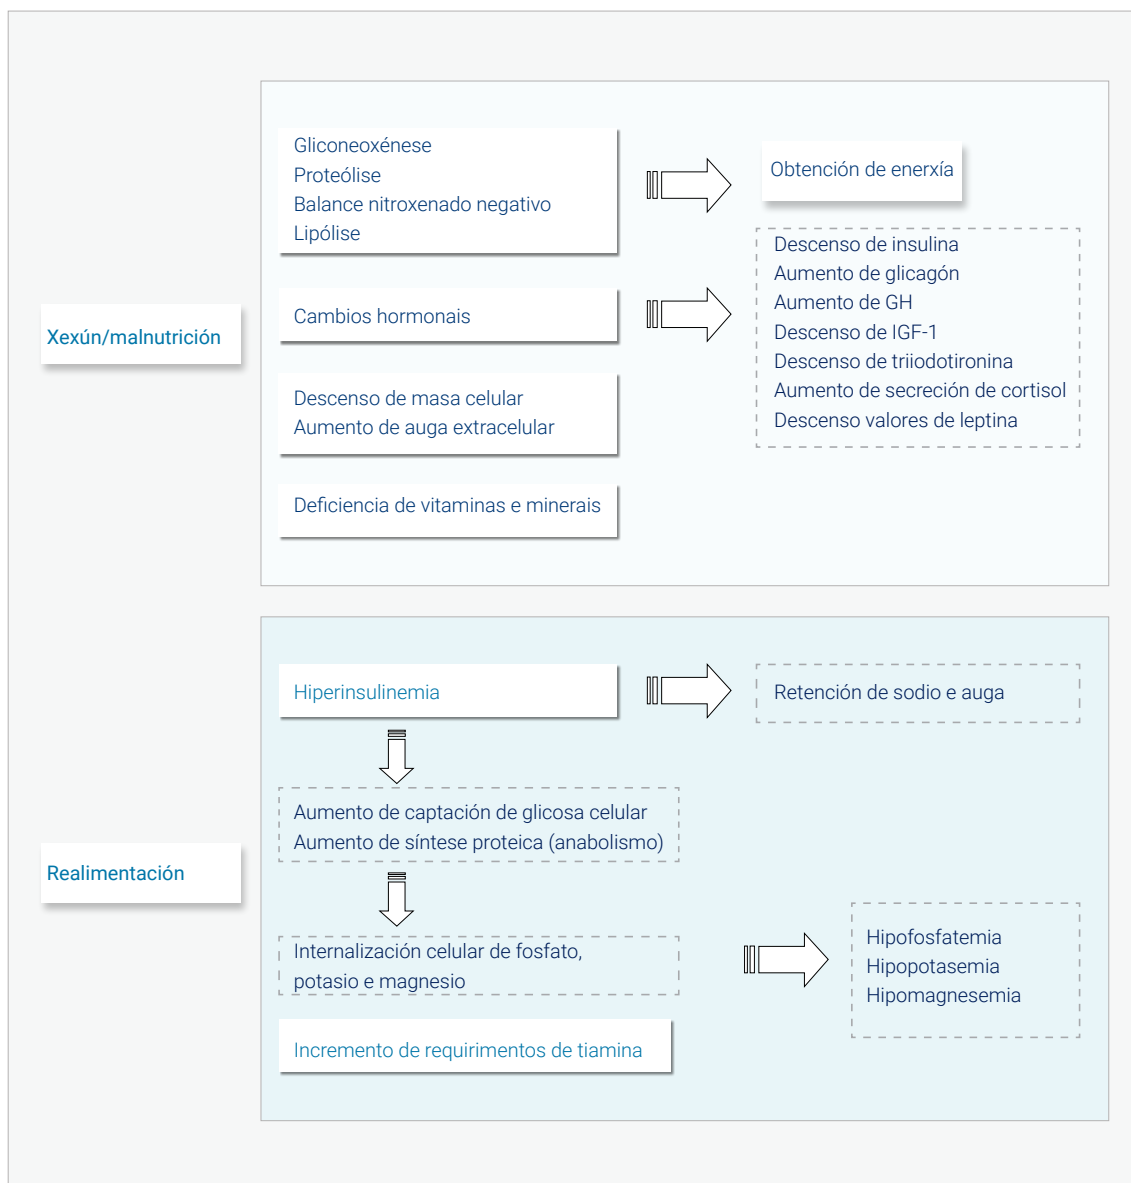 Xexún/malnutrición
Gliconeoxénese
Proteólise
Balance nitroxenado negativo
Lipólise
Obtención de enerxía
Cambios hormonais
Descenso de insulina
Aumento de glicagón
Aumento de GH
Descenso de IGF-1
Descenso de triiodotironina
Aumento de secreción de cortisol
Descenso valores de leptina
Descenso de masa celular
Aumento de auga extracelular
Deficiencia de vitaminas e minerais
Realimentación
Hiperinsulinemia
Retención de sodio e auga
Aumento de captación de glicosa celular
Aumento de síntese proteica (anabolismo)
Internalización celular de fosfato,
potasio e magnesio
Hipofosfatemia
Hipopotasemia
Hipomagnesemia
Incremento de requirimentos de tiamina